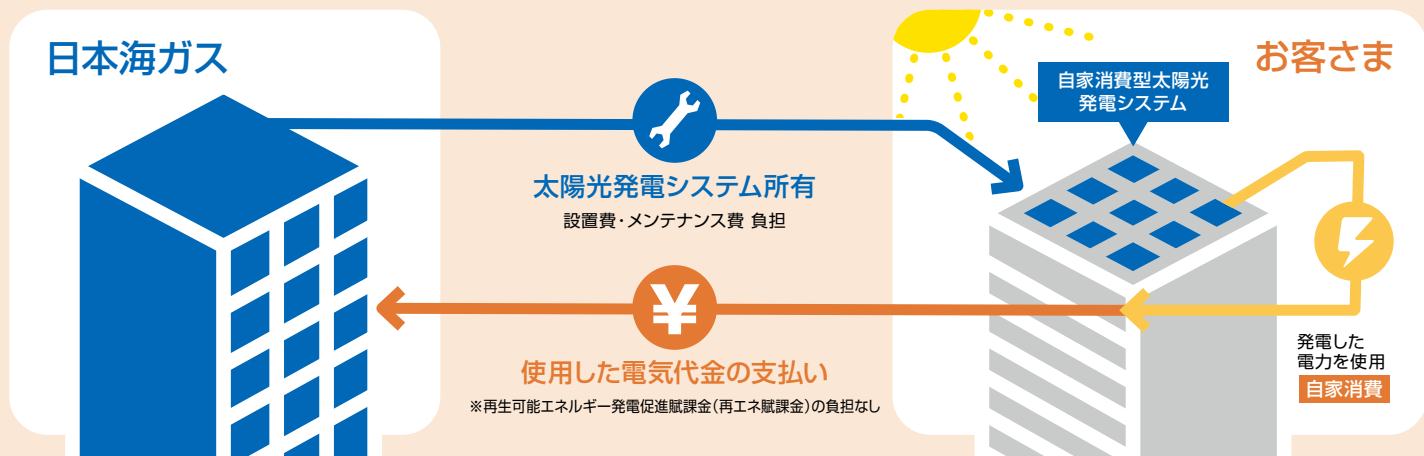 日本海ガス
お客さま
自家消費型太陽光
発電システム
太陽光発電システム所有
設置費・メンテナンス費 負担
¥
使用した電気代金の支払い
※再生可能エネルギー発電促進賦課金(再エネ賦課金)の負担なし
発電した
電力を使用
自家消費